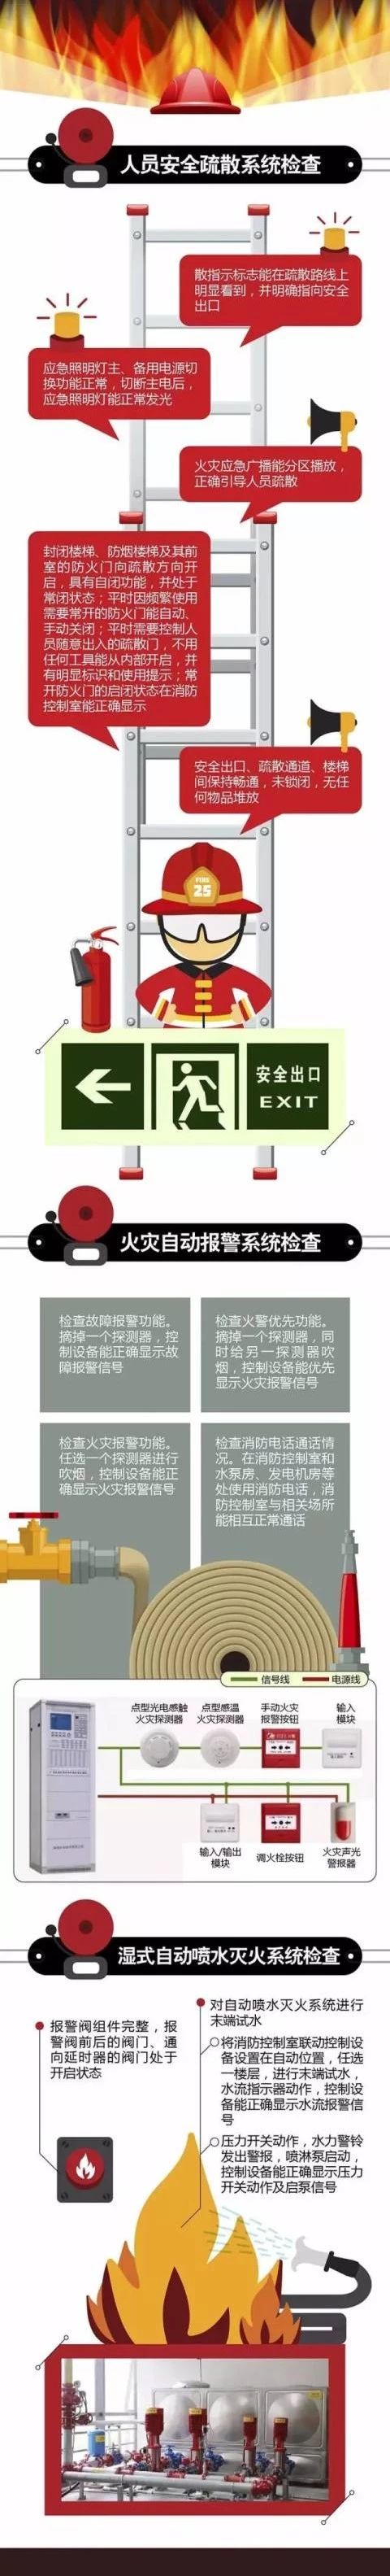 人员安全疏散系统检查
散指示标志能在疏散路线上
明显看到，并明确指向安全
出口
应急照明灯主、备用电源切
换功能正常，切断主电后，
应急照明灯能正常发光
火灾应急广播能分区播放，
正确引导人员疏散
封闭楼梯、防烟楼梯及其前
室的防火门向疏散方向开
启，具有自闭功能，并处于
常闭状态；平时因频繁使用
需要常开的防火门能自动、
手动关闭；平时需要控制人
员随意出入的疏散门，不用
任何工具能从内部开启，并
有明显标识和使用提示；常
开防火门的启闭状态在消防
控制室能正确显示
安全出口、疏散通道、楼梯
间保持畅通，未锁闭，无任
何物品堆放
FIRE
25
安全出口
EXIT
火灾自动报警系统检查
检查故障报警功能。
摘掉一个探测器，控
制设备能正确显示故
障报警信号
检查火警优先功能。
摘掉一个探测器，同
时给另一探测器吹
烟，控制设备能优先
显示火灾报警信号
检查火灾报警功能。
任选一个探测器进行
吹烟，控制设备能正
确显示火灾报警信号
检查消防电话通话情
况。在消防控制室和
水泵房、发电机房等
处使用消防电话，消
防控制室与相关场所
能相互正常通话
信号线
电源线
点型光电感触
火灾探测器
点型感温
火灾探测器
手动火灾
报警按钮
输入
模块
输入/输出
模块
调火栓按钮
火灾声光
警报器
湿式自动喷水灭火系统检查
报警阀组件完整，报
警阀前后的阀门、通
向延时器的阀门处于
开启状态
对自动喷水灭火系统进行
末端试水
将消防控制室联动控制设
备设置在自动位置，任选
一楼层，进行末端试水，
水流指示器动作，控制设
备能正确显示水流报警信
号
压力开关动作，水力警铃
发出警报，喷淋泵启动，
控制设备能正确显示压力
开关动作及启泵信号